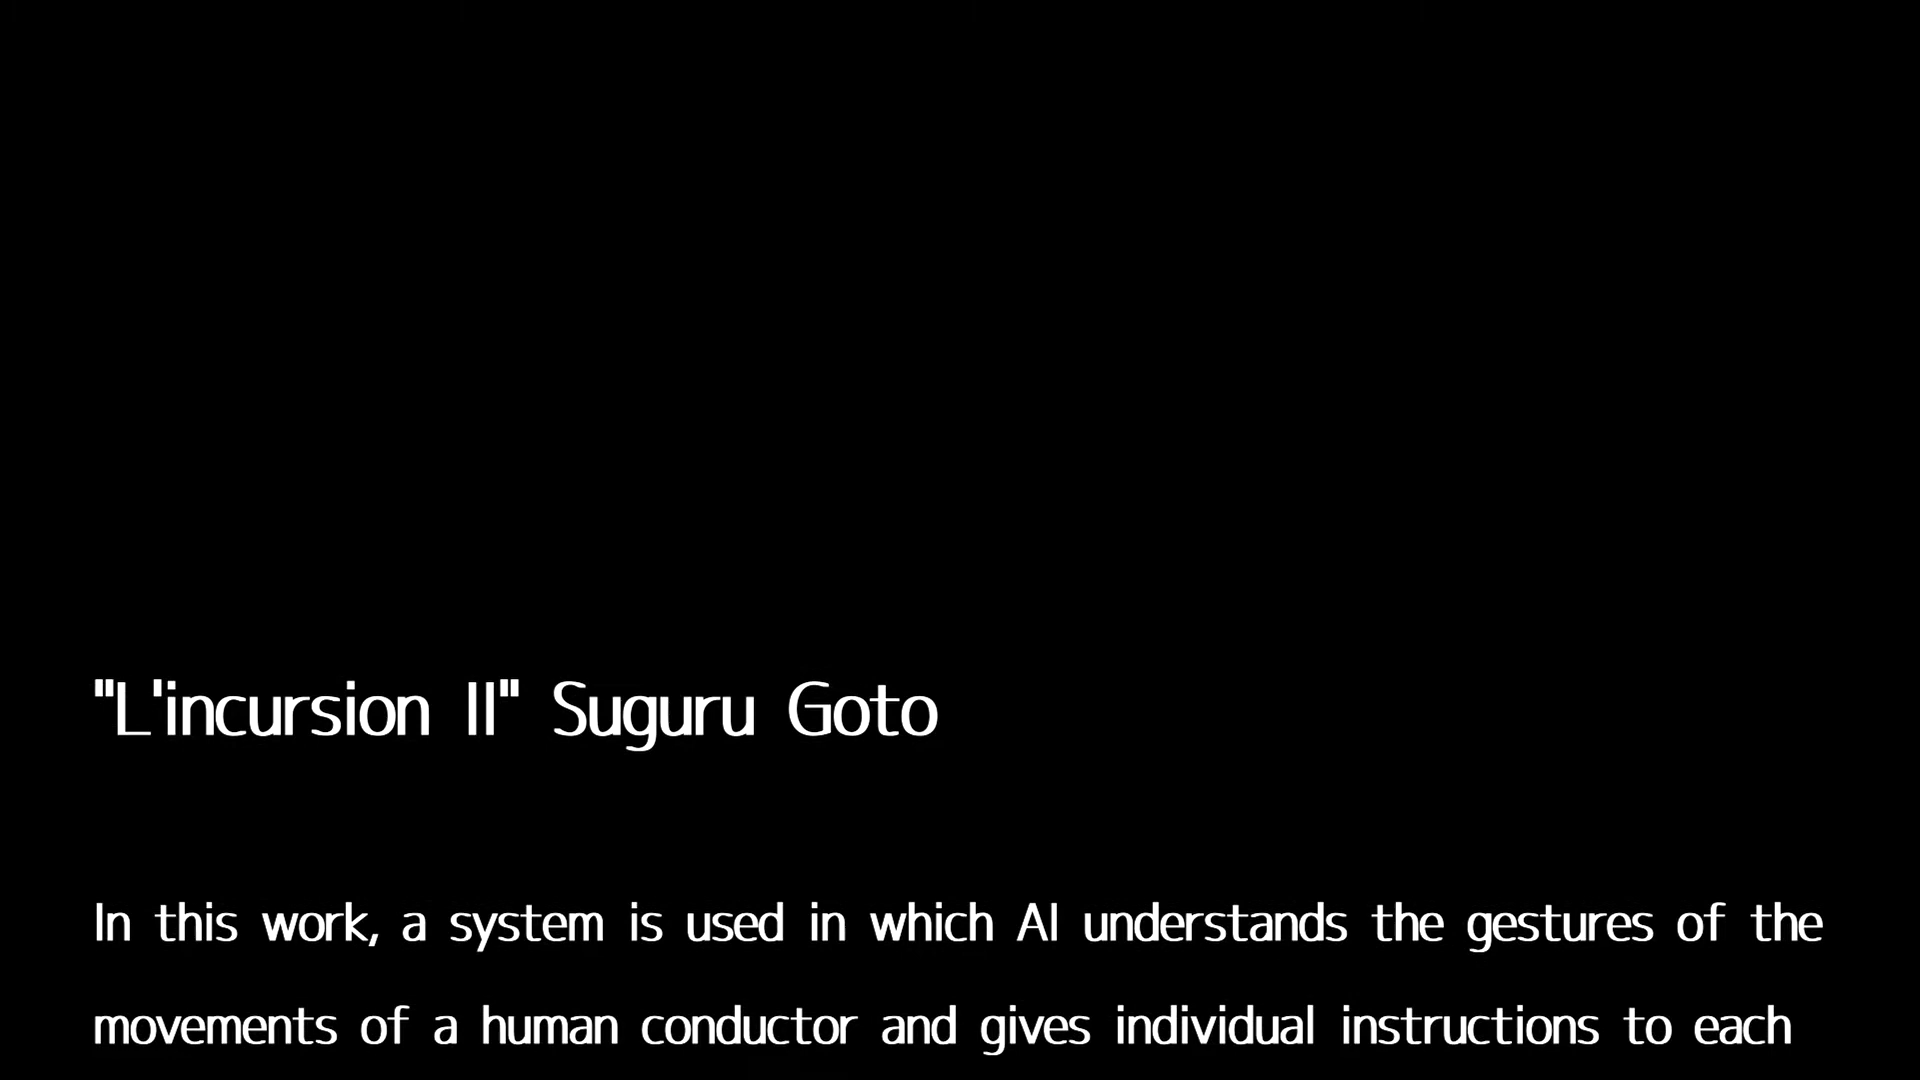 "L'incursion II" Suguru Goto
In this work, a system is used in which AI understands the gestures of the
movements of a human conductor and gives individual instructions to each